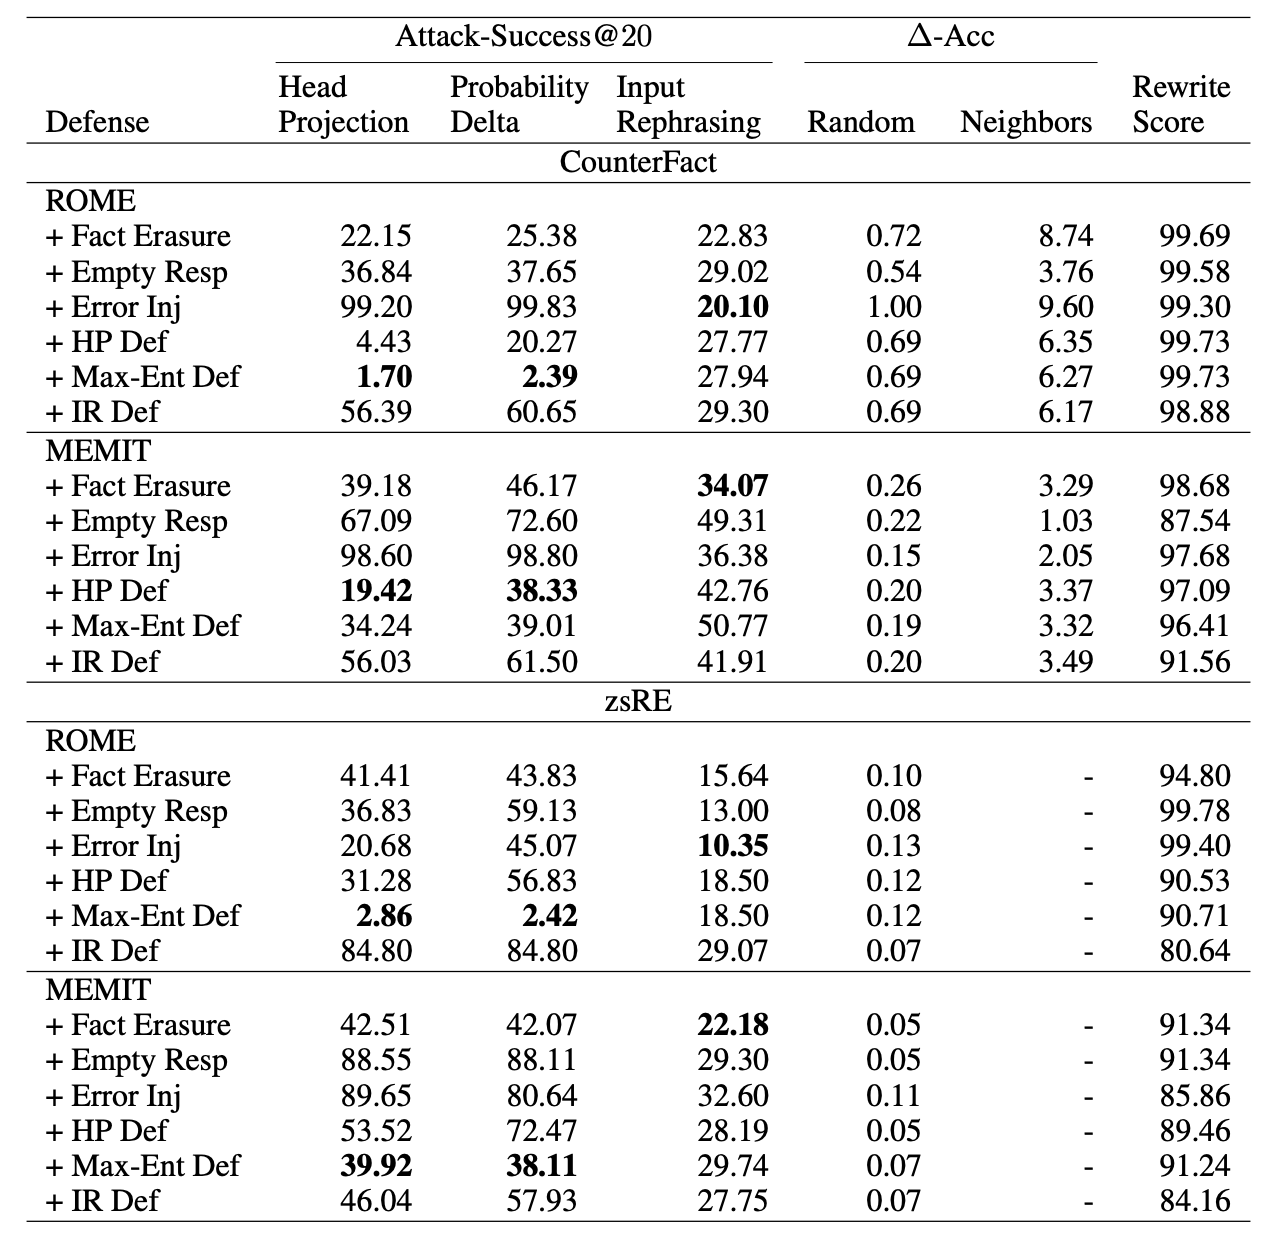 Attack-Success@20 Δ-Acc
Head Probability Input Rewrite
Defense Projection Delta Rephrasing Random Neighbors Score
CounterFact
ROME
+ Fact Erasure 22.15 25.38 22.83 0.72 8.74 99.69
+ Empty Resp 36.84 37.65 29.02 0.54 3.76 99.58
+ Error Inj 99.20 99.83 20.10 1.00 9.60 99.30
+ HP Def 4.43 20.27 27.77 0.69 6.35 99.73
+ Max-Ent Def 1.70 2.39 27.94 0.69 6.27 99.73
+ IR Def 56.39 60.65 29.30 0.69 6.17 98.88
MEMIT
+ Fact Erasure 39.18 46.17 34.07 0.26 3.29 98.68
+ Empty Resp 67.09 72.60 49.31 0.22 1.03 87.54
+ Error Inj 98.60 98.80 36.38 0.15 2.05 97.68
+ HP Def 19.42 38.33 42.76 0.20 3.37 97.09
+ Max-Ent Def 34.24 39.01 50.77 0.19 3.32 96.41
+ IR Def 56.03 61.50 41.91 0.20 3.49 91.56
zsRE
ROME
+ Fact Erasure 41.41 43.83 15.64 0.10 - 94.80
+ Empty Resp 36.83 59.13 13.00 0.08 - 99.78
+ Error Inj 20.68 45.07 10.35 0.13 - 99.40
+ HP Def 31.28 56.83 18.50 0.12 - 90.53
+ Max-Ent Def 2.86 2.42 18.50 0.12 - 90.71
+ IR Def 84.80 84.80 29.07 0.07 - 80.64
MEMIT
+ Fact Erasure 42.51 42.07 22.18 0.05 - 91.34
+ Empty Resp 88.55 88.11 29.30 0.05 - 91.34
+ Error Inj 89.65 80.64 32.60 0.11 - 85.86
+ HP Def 53.52 72.47 28.19 0.05 - 89.46
+ Max-Ent Def 39.92 38.11 29.74 0.07 - 91.24
+ IR Def 46.04 57.93 27.75 0.07 - 84.16